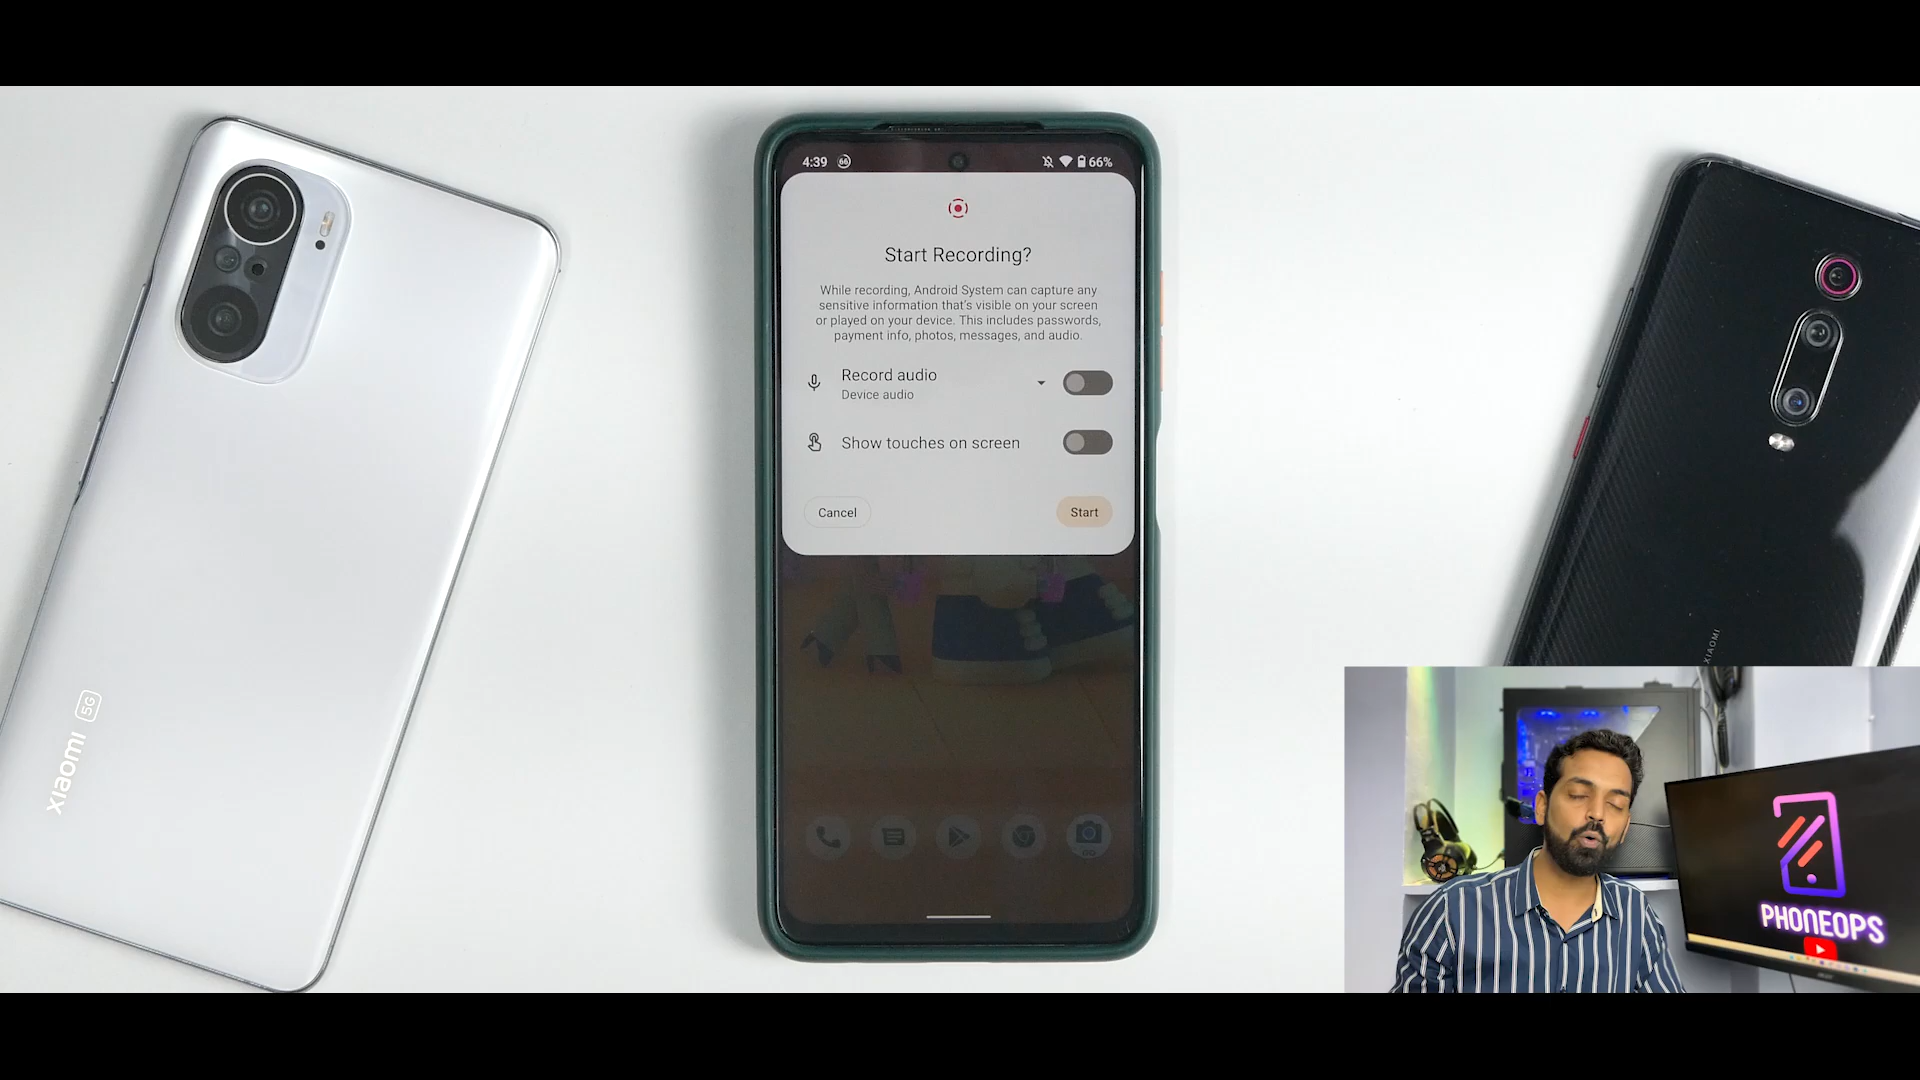 4:39 66 66%
Start Recording?
While recording, Android System can capture any
sensitive information that's visible on your screen
or played on your device. This includes passwords,
payment info, photos, messages, and audio.
Record audio
Device audio
Show touches on screen
Cancel Start
xiaomi 5G
XIAOMI
PHONEOPS
acer